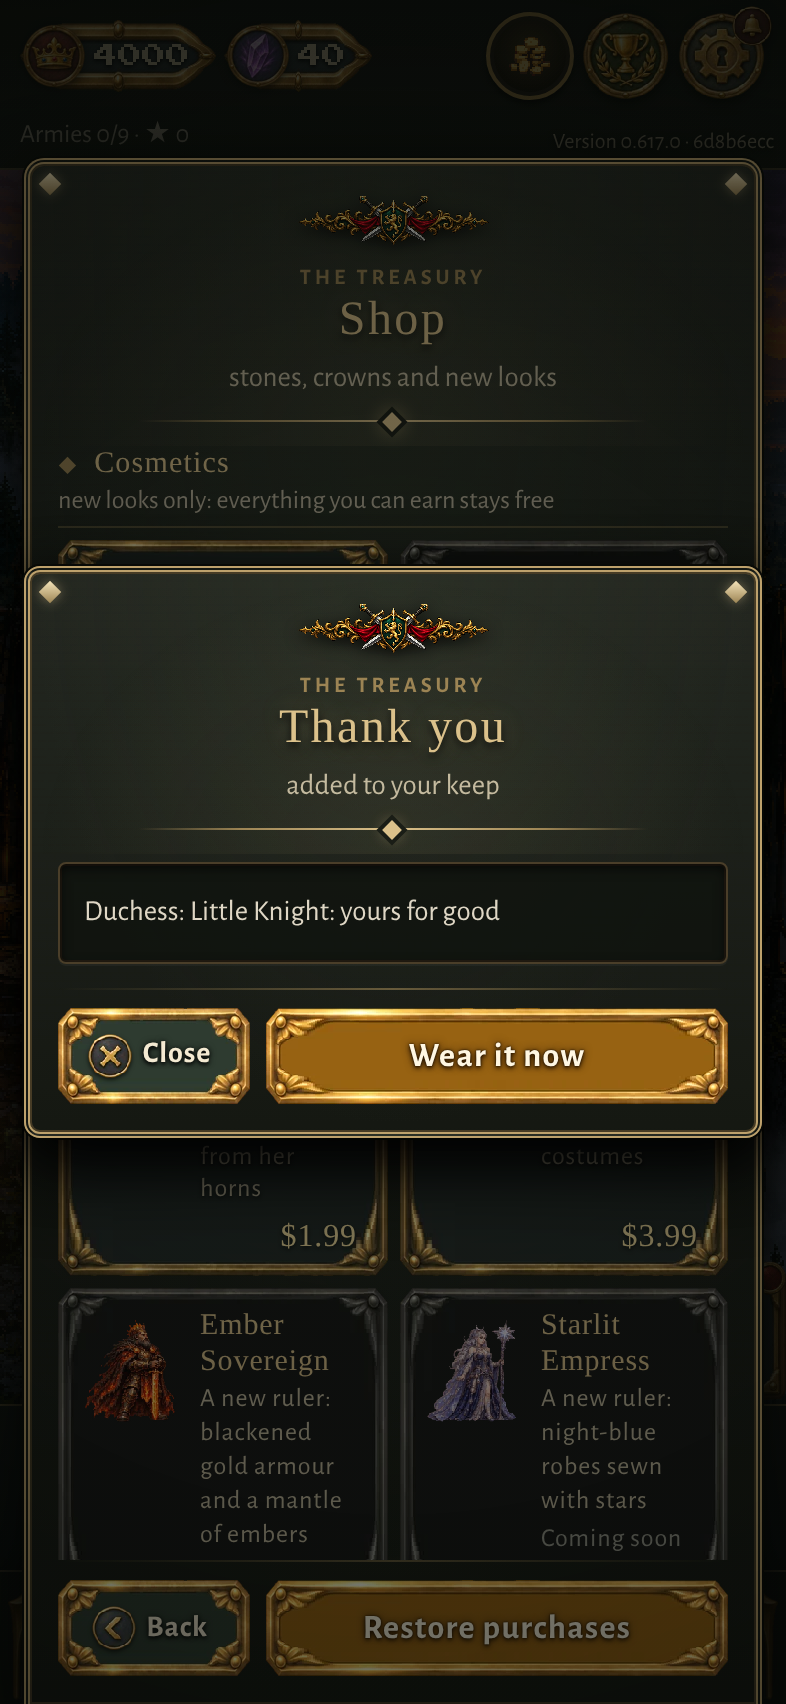 4000
40
Armies 0/9 · ★ 0
Version 0.617.0 · 6d8b6ecc
THE TREASURY
Shop
stones, crowns and new looks
Cosmetics
new looks only: everything you can earn stays free
THE TREASURY
Thank you
added to your keep
Duchess: Little Knight: yours for good
Close
Wear it now
from her
horns
$1.99
costumes
$3.99
Ember
Sovereign
A new ruler:
blackened
gold armour
and a mantle
of embers
Starlit
Empress
A new ruler:
night-blue
robes sewn
with stars
Coming soon
Back
Restore purchases